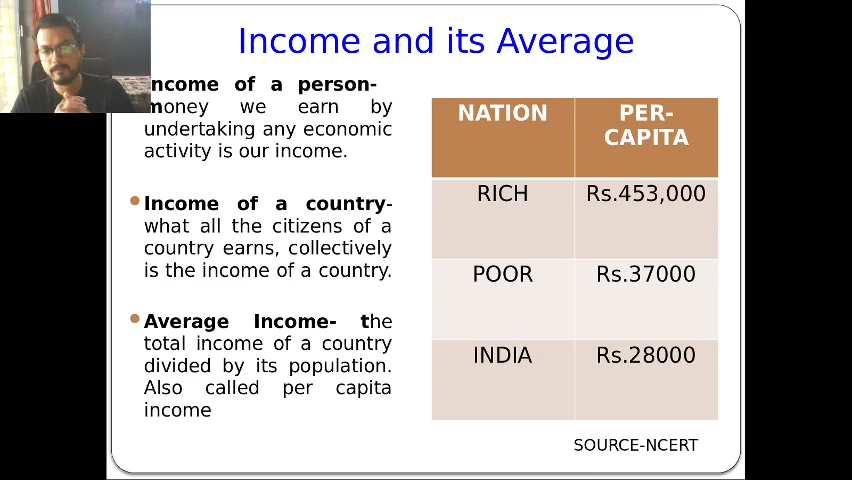 Income and its Average
ncome of a person-
money we earn by
undertaking any economic
activity is our income.
Income of a country-
what all the citizens of a
country earns, collectively
is the income of a country.
Average Income- the
total income of a country
divided by its population.
Also called per capita
income
NATION PER-
CAPITA
RICH Rs.453,000
POOR Rs.37000
INDIA Rs.28000
SOURCE-NCERT